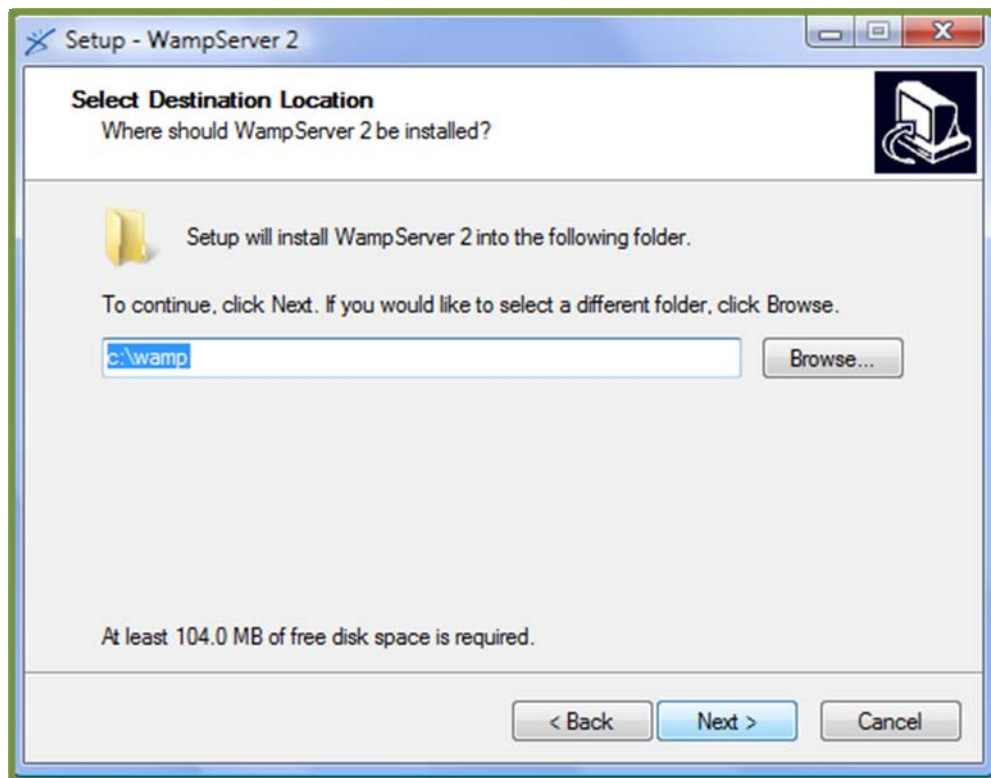 Setup - WampServer 2
Select Destination Location
Where should WampServer 2 be installed?
Setup will install WampServer 2 into the following folder.
To continue, click Next. If you would like to select a different folder, click Browse.
c:\wamp
Browse...
At least 104.0 MB of free disk space is required.
< Back
Next >
Cancel